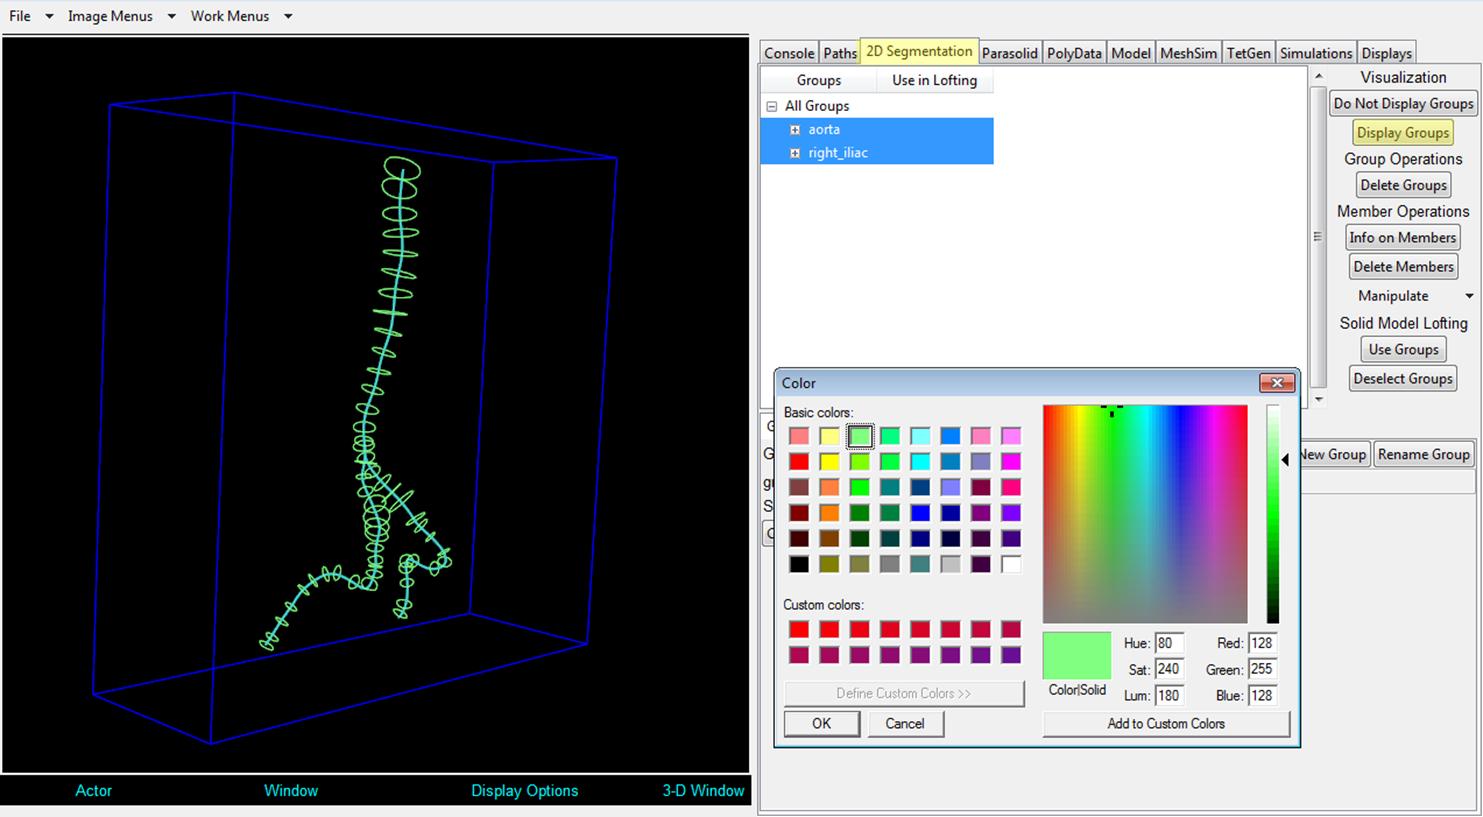 File Image Menus Work Menus
Console Paths 2D Segmentation Parasolid PolyData Model MeshSim TetGen Simulations Displays
Groups Use in Lofting
All Groups
aorta
right_iliac
Visualization
Do Not Display Groups
Display Groups
Group Operations
Delete Groups
Member Operations
Info on Members
Delete Members
Manipulate
Solid Model Lofting
Use Groups
Deselect Groups
New Group Rename Group
Color
Basic colors:
Custom colors:
Define Custom Colors >>
OK Cancel
Color|Solid
Hue: 80 Red: 128
Sat: 240 Green: 255
Lum: 180 Blue: 128
Add to Custom Colors
Actor Window Display Options 3-D Window